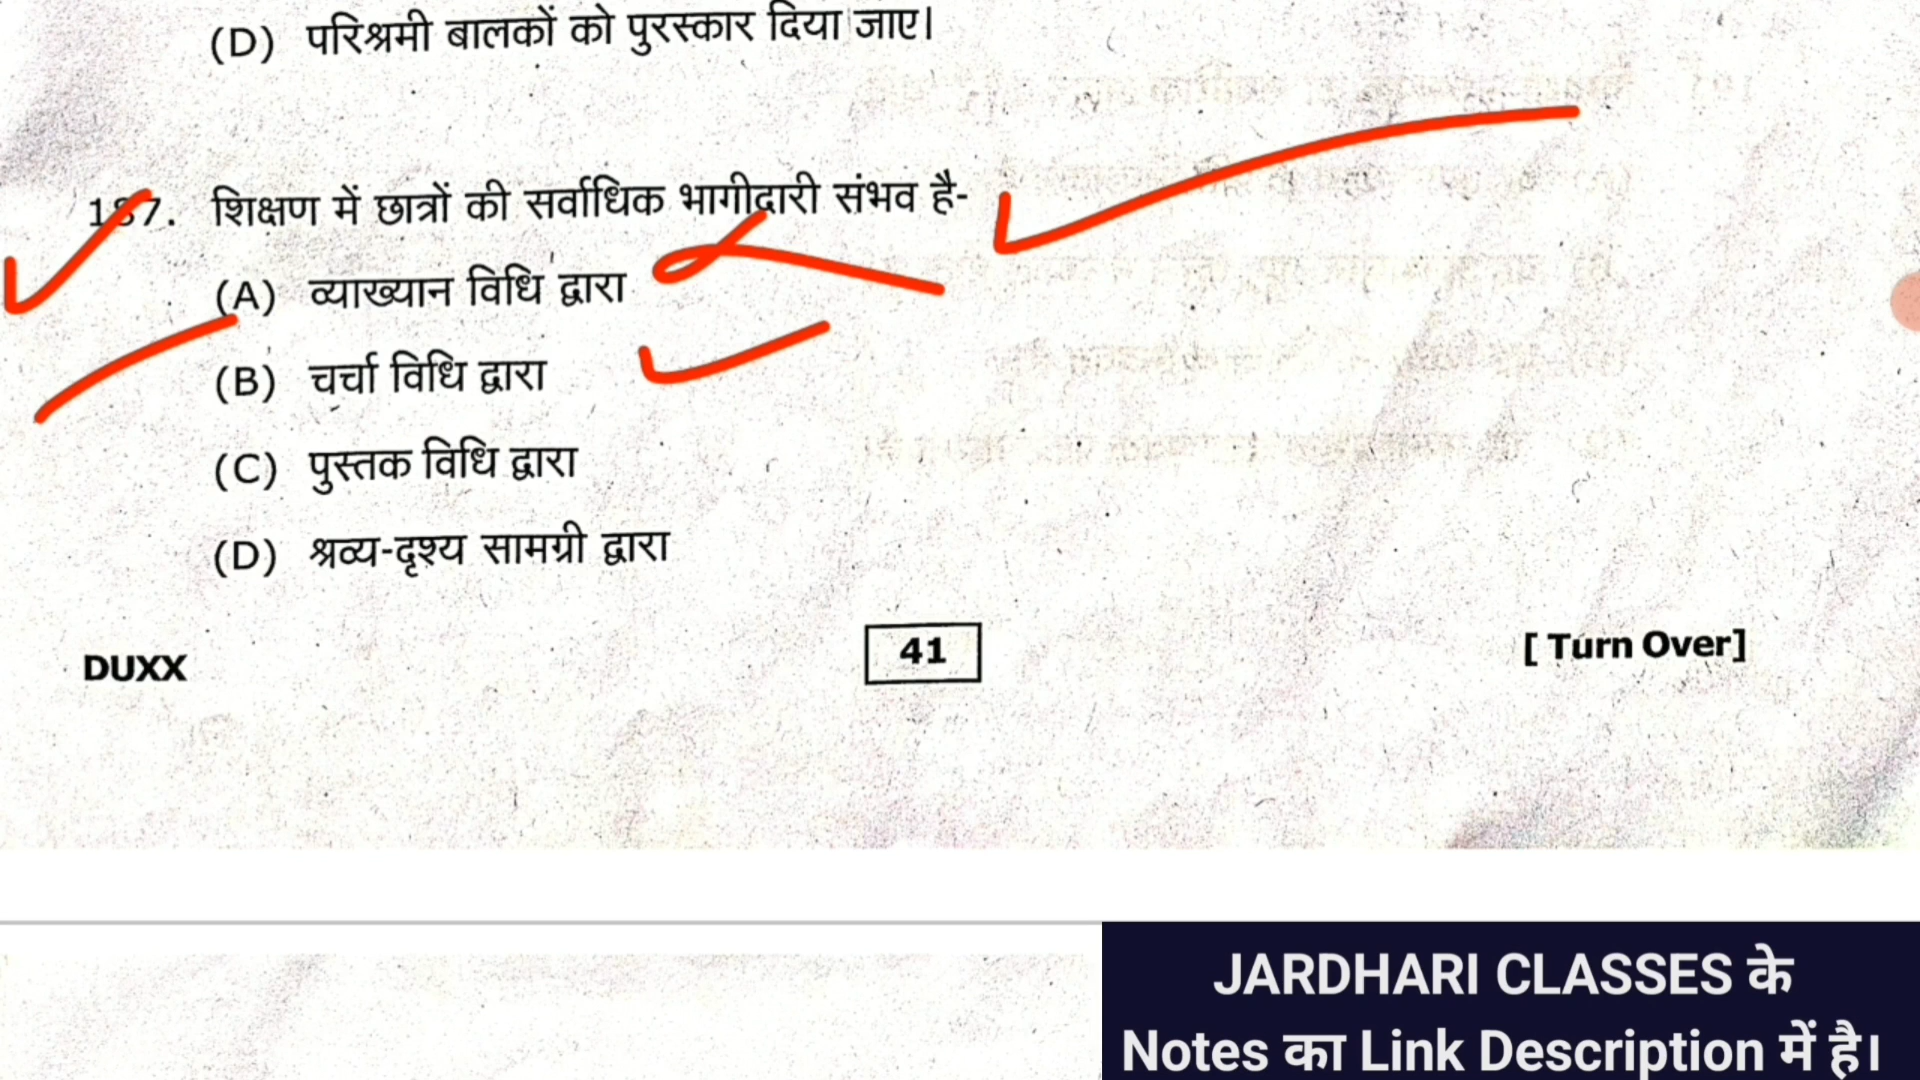 (D) परिश्रमी बालकों को पुरस्कार दिया जाए।
187. शिक्षण में छात्रों की सर्वाधिक भागीदारी संभव है-
(A) व्याख्यान विधि द्वारा
(B) चर्चा विधि द्वारा
(C) पुस्तक विधि द्वारा
(D) श्रव्य-दृश्य सामग्री द्वारा
DUXX 41 [ Turn Over]
JARDHARI CLASSES के
Notes का Link Description में है।